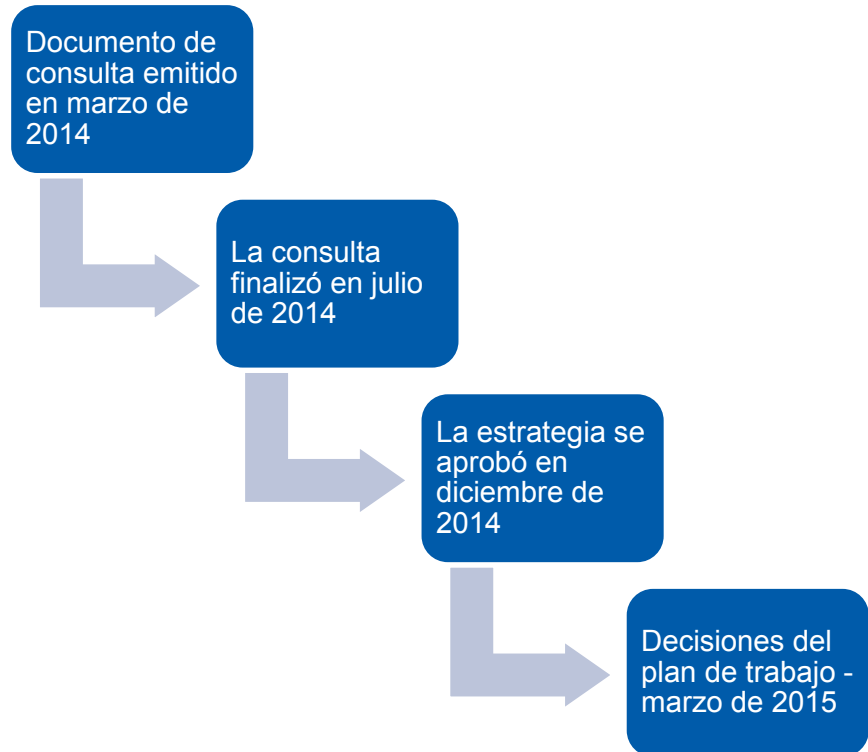 Documento de
consulta emitido
en marzo de
2014
La consulta
finalizó en julio
de 2014
La estrategia se
aprobó en
diciembre de
2014
Decisiones del
plan de trabajo -
marzo de 2015